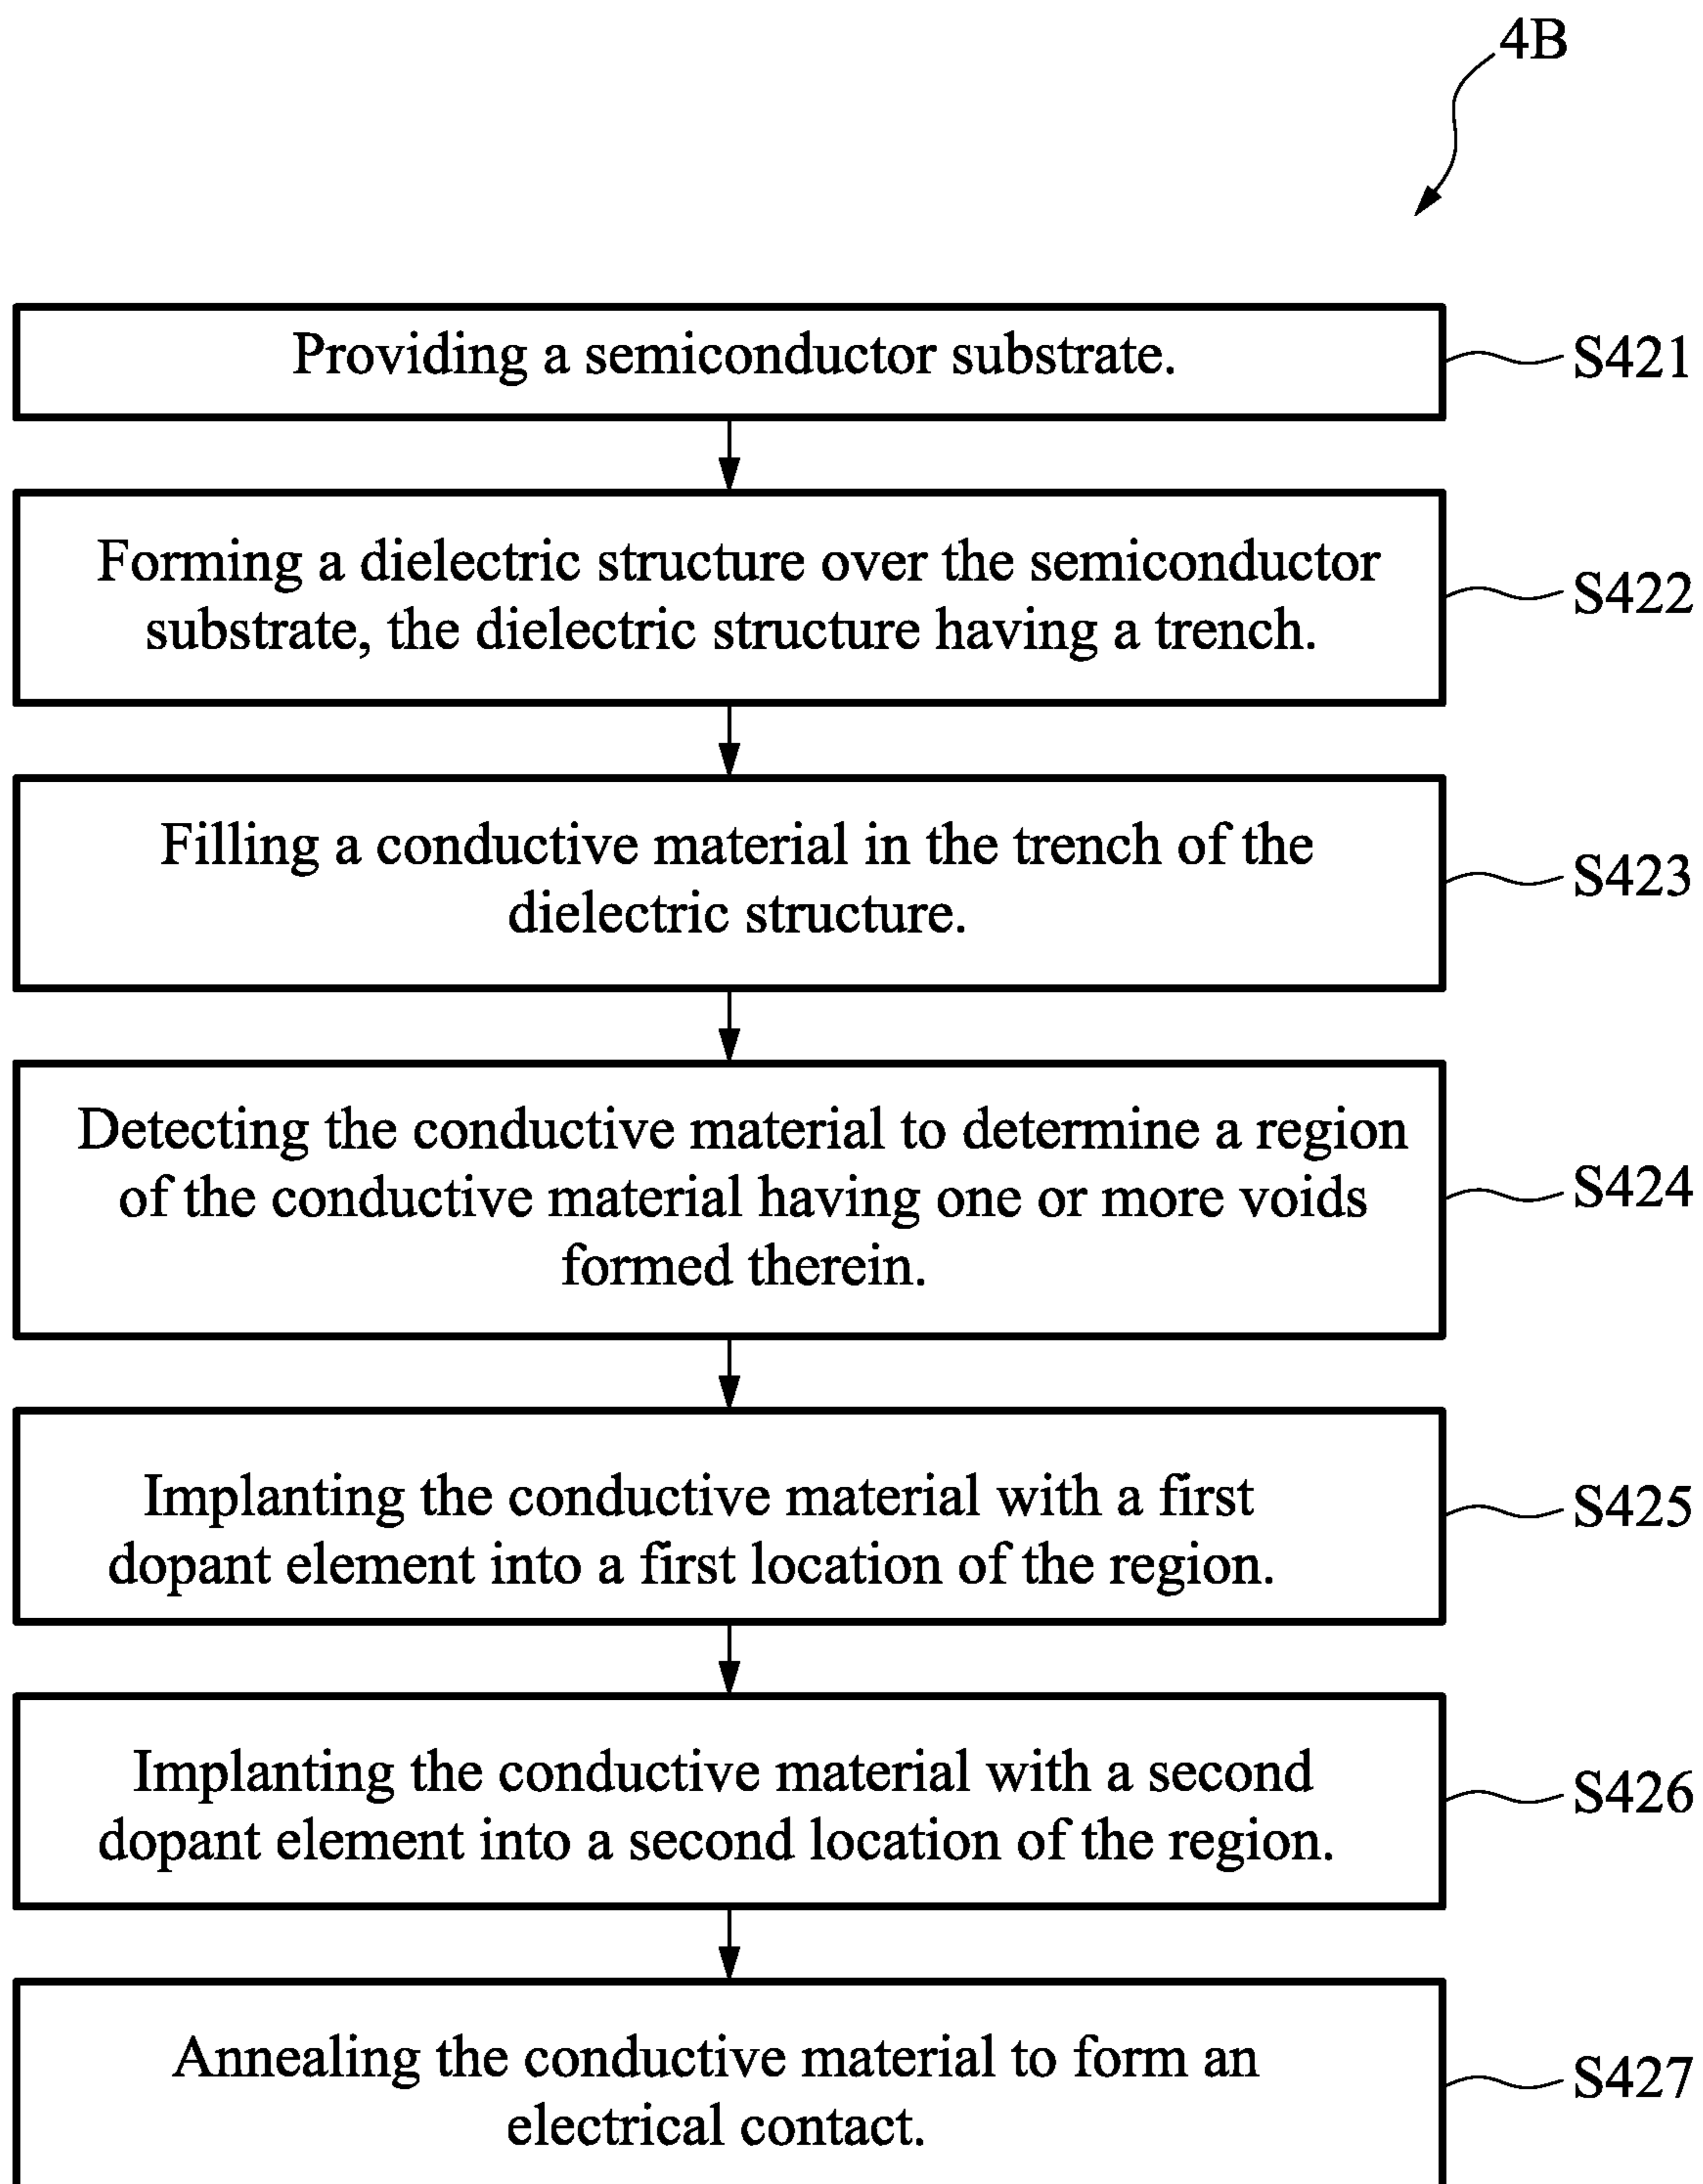 4B
Providing a semiconductor substrate.
S421
Forming a dielectric structure over the semiconductor
substrate, the dielectric structure having a trench.
S422
Filling a conductive material in the trench of the
dielectric structure.
S423
Detecting the conductive material to determine a region
of the conductive material having one or more voids
formed therein.
S424
Implanting the conductive material with a first
dopant element into a first location of the region.
S425
Implanting the conductive material with a second
dopant element into a second location of the region.
S426
Annealing the conductive material to form an
electrical contact.
S427